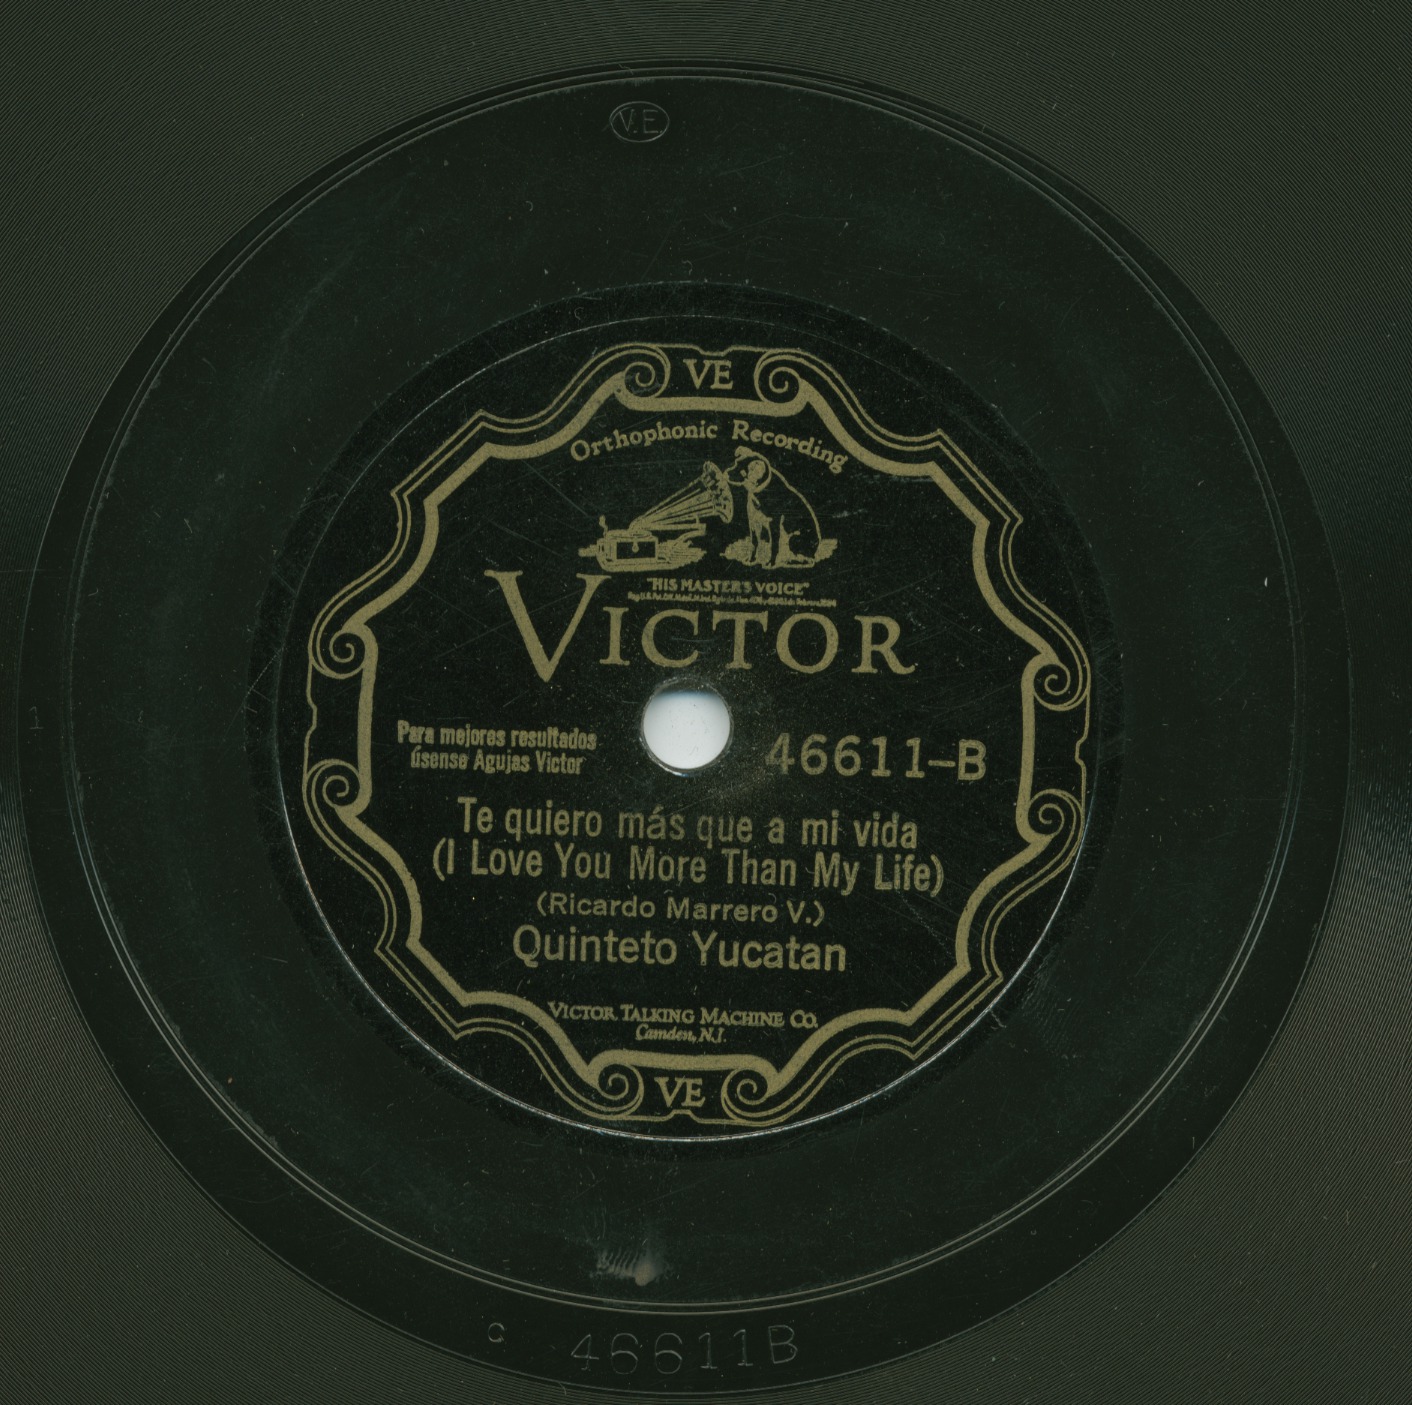 V.E.
VE
Orthophonic Recording
"HIS MASTER'S VOICE"
VICTOR
Para mejores resultados
úsense Agujas Victor
46611-B
Te quiero más que a mi vida
(I Love You More Than My Life)
(Ricardo Marrero V.)
Quinteto Yucatan
VICTOR TALKING MACHINE CO.
Camden, N.J.
VE
1
C
46611B